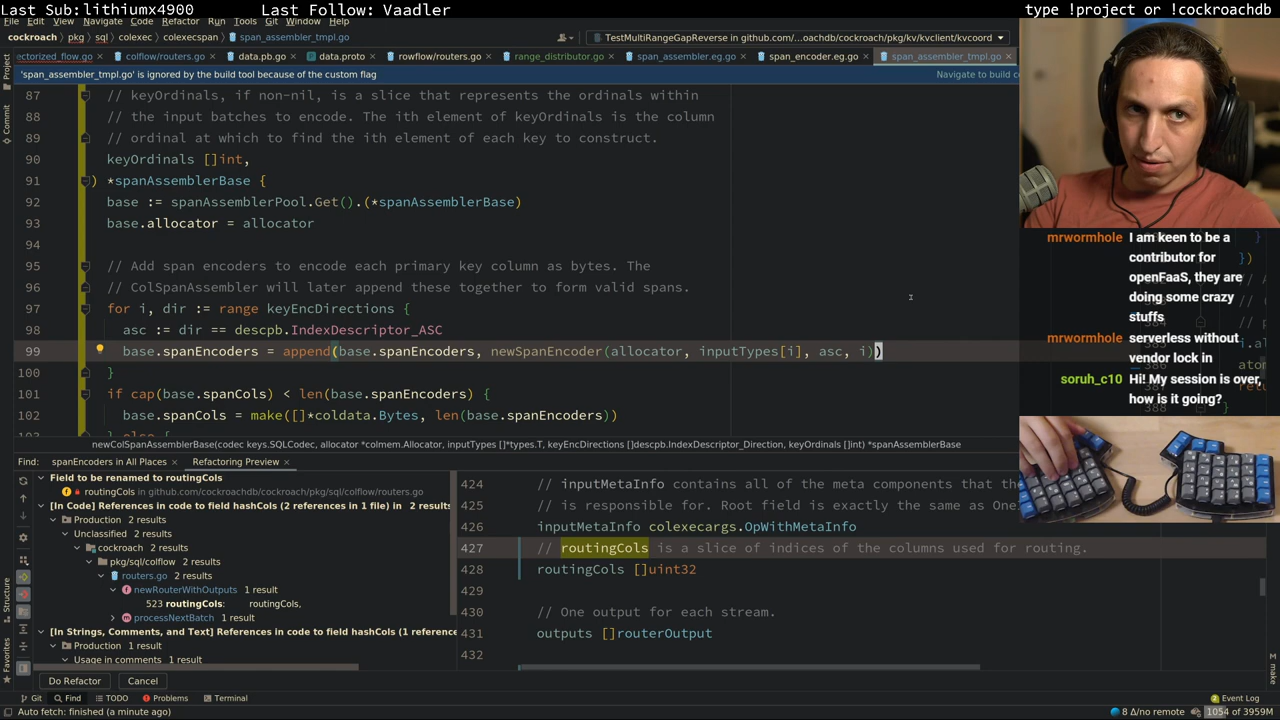 Last Sub:lithiumx4900
Last Follow: Vaadler
type !project or !cockroachdb
File Edit View Navigate Code Refactor Run Tools Git Window Help
cockroach pkg sql colexec colexecspan span_assembler_tmpl.go
TestMultiRangeGapReverse in github.com/...oachdb/cockroach/pkg/kv/kvclient/kvcoord
ectorized_flow.go colflow/routers.go data.pb.go data.proto rowflow/routers.go range_distributor.go span_assembler.eg.go span_encoder.eg.go span_assembler_tmpl.go
'span_assembler_tmpl.go' is ignored by the build tool because of the custom flag
Navigate to build c
87 // keyOrdinals, if non-nil, is a slice that represents the ordinals within
88 // the input batches to encode. The ith element of keyOrdinals is the column
89 // ordinal at which to find the ith element of each key to construct.
90 keyOrdinals []int,
91 ) *spanAssemblerBase {
92 base := spanAssemblerPool.Get().(*spanAssemblerBase)
93 base.allocator = allocator
94
95 // Add span encoders to encode each primary key column as bytes. The
96 // ColSpanAssembler will later append these together to form valid spans.
97 for i, dir := range keyEncDirections {
98 asc := dir == descpb.IndexDescriptor_ASC
99 base.spanEncoders = append(base.spanEncoders, newSpanEncoder(allocator, inputTypes[i], asc, i))
100 }
101 if cap(base.spanCols) < len(base.spanEncoders) {
102 base.spanCols = make([]*coldata.Bytes, len(base.spanEncoders))
newColSpanAssemblerBase(codec keys.SQLCodec, allocator *colmem.Allocator, inputTypes []*types.T, keyEncDirections []descpb.IndexDescriptor_Direction, keyOrdinals []int) *spanAssemblerBase
mrwormhole I am keen to be a
contributor for
openFaaS, they are
doing some crazy
stuffs
mrwormhole serverless without
vendor lock in
soruh_c10 Hi! My session is over,
how is it going?
Find: spanEncoders in All Places Refactoring Preview
Field to be renamed to routingCols
routingCols in github.com/cockroachdb/cockroach/pkg/sql/colflow/routers.go
[In Code] References in code to field hashCols (2 references in 1 file) in 2 results
Production 2 results
Unclassified 2 results
cockroach 2 results
pkg/sql/colflow 2 results
routers.go 2 results
newRouterWithOutputs 1 result
523 routingCols: routingCols,
processNextBatch 1 result
[In Strings, Comments, and Text] References in code to field hashCols (1 reference
Production 1 result
Usage in comments 1 result
424 // inputMetaInfo contains all of the meta components that the
425 // is responsible for. Root field is exactly the same as One
426 inputMetaInfo colexecargs.OpWithMetaInfo
427 // routingCols is a slice of indices of the columns used for routing.
428 routingCols []uint32
429
430 // One output for each stream.
431 outputs []routerOutput
432
Do Refactor Cancel
Git Find TODO Problems Terminal
Event Log
Auto fetch: finished (a minute ago)
8 Δ/no remote
1054 of 3959M
Project
Commit
Structure
Favorites
M make